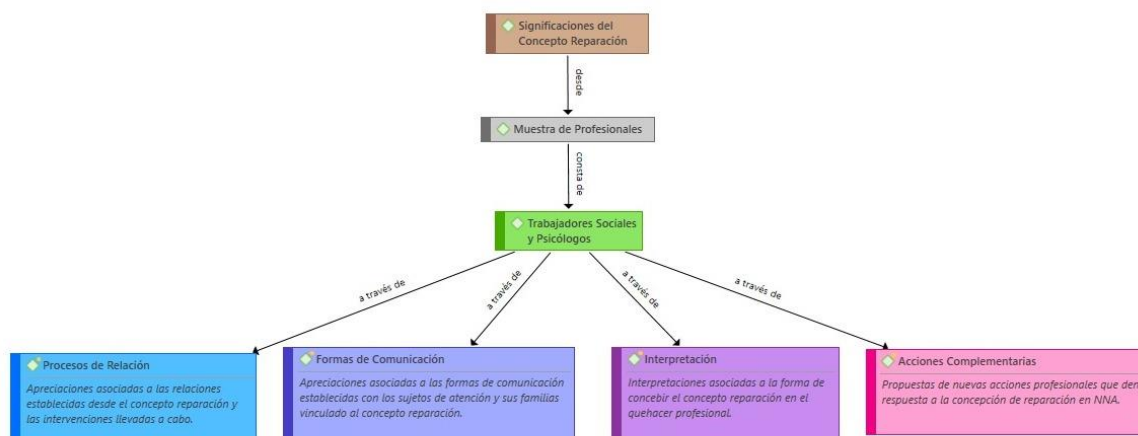 Significaciones del
Concepto Reparación
desde
Muestra de Profesionales
consta de
Trabajadores Sociales
y Psicólogos
a través de
a través de
a través de
a través de
Procesos de Relación
Apreciaciones asociadas a las relaciones
establecidas desde el concepto reparación y
las intervenciones llevadas a cabo.
Formas de Comunicación
Apreciaciones asociadas a las formas de comunicación
establecidas con los sujetos de atención y sus familias
vinculado al concepto reparación.
Interpretación
Interpretaciones asociadas a la forma de
concebir el concepto reparación en el
quehacer profesional.
Acciones Complementarias
Propuestas de nuevas acciones profesionales que den
respuesta a la concepción de reparación en NNA.